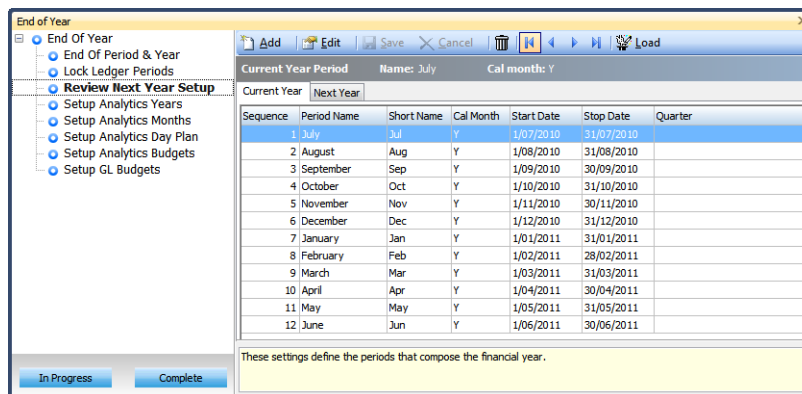 End of Year
End Of Year
End Of Period & Year
Lock Ledger Periods
Review Next Year Setup
Setup Analytics Years
Setup Analytics Months
Setup Analytics Day Plan
Setup Analytics Budgets
Setup GL Budgets
In Progress Complete
Add Edit Save Cancel Load
Current Year Period Name: July Cal month: Y
Current Year Next Year
Sequence Period Name Short Name Cal Month Start Date Stop Date Quarter
1 July Jul Y 1/07/2010 31/07/2010
2 August Aug Y 1/08/2010 31/08/2010
3 September Sep Y 1/09/2010 30/09/2010
4 October Oct Y 1/10/2010 31/10/2010
5 November Nov Y 1/11/2010 30/11/2010
6 December Dec Y 1/12/2010 31/12/2010
7 January Jan Y 1/01/2011 31/01/2011
8 February Feb Y 1/02/2011 28/02/2011
9 March Mar Y 1/03/2011 31/03/2011
10 April Apr Y 1/04/2011 30/04/2011
11 May May Y 1/05/2011 31/05/2011
12 June Jun Y 1/06/2011 30/06/2011
These settings define the periods that compose the financial year.